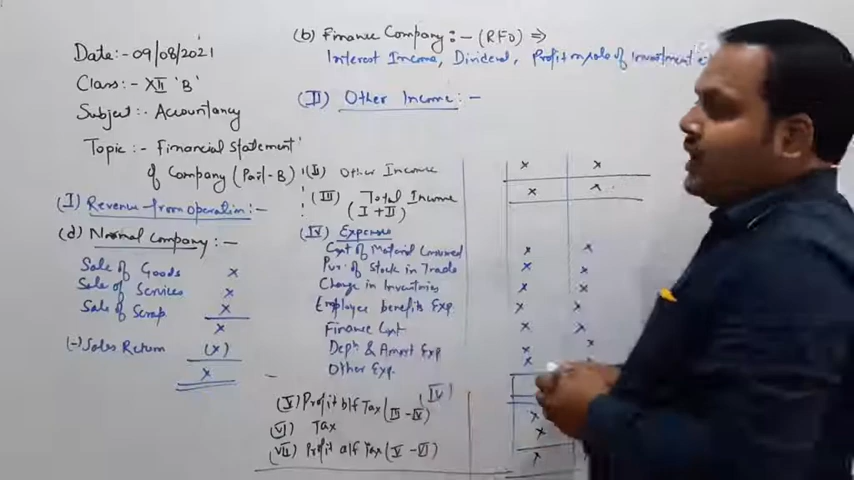 Date:- 09/08/2021
Class:- XII 'B'
Subject:- Accountancy
Topic:- Financial statement
of Company (Part-B)
(I) Revenue from operation:-
(a) Normal Company:-
Sale of Goods x
Sale of Services x
Sale of Scrap x
x
(-) Sales Return (x)
x
(b) Finance Company:- (RFO) ⇒
Interest Income, Dividend, Profit on sale of investment
(II) Other Income:-
(II) Other Income x x
(III) Total Income x x
(I + II)
(IV) Expenses
Cost of Material Consumed x x
Pur. of Stock in Trade x x
Change in Inventories x x
Employee benefits Exp x x
Finance Cost x x
Depn & Amort Exp x x
Other Exp. x
(IV)
(V) Profit b/f Tax (III - IV) x
(VI) Tax x
(VII) Profit a/f Tax (V - VI) x